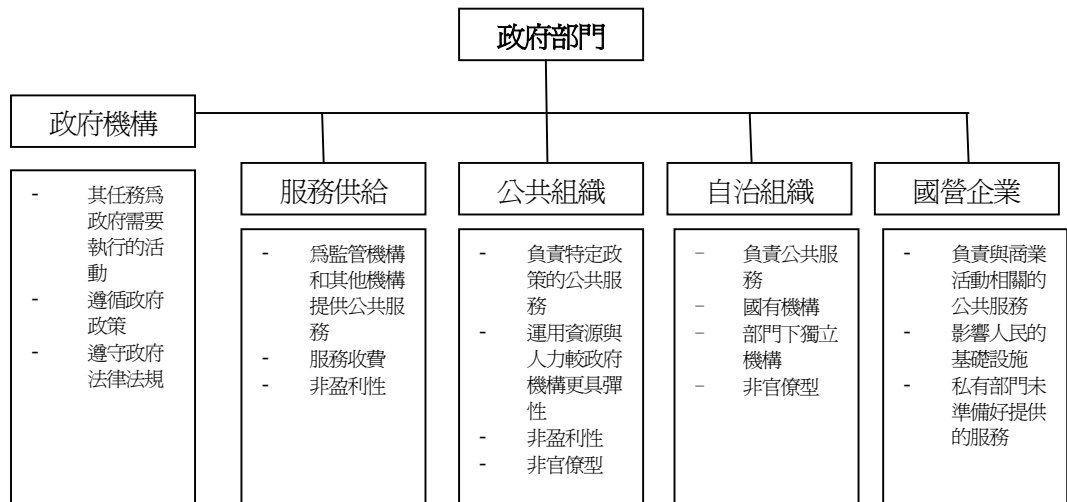 政府部門
政府機構
- 其任務爲
政府需要
執行的活
動
- 遵循政府
政策
- 遵守政府
法律法規
服務供給
- 爲監管機構
和其他機構
提供公共服
務
- 服務收費
- 非盈利性
公共組織
- 負責特定政
策的公共服
務
- 運用資源與
人力較政府
機構更具彈
性
- 非盈利性
- 非官僚型
自治組織
- 負責公共服
務
- 國有機構
- 部門下獨立
機構
- 非官僚型
國營企業
- 負責與商業
活動相關的
公共服務
- 影響人民的
基礎設施
- 私有部門未
準備好提供
的服務